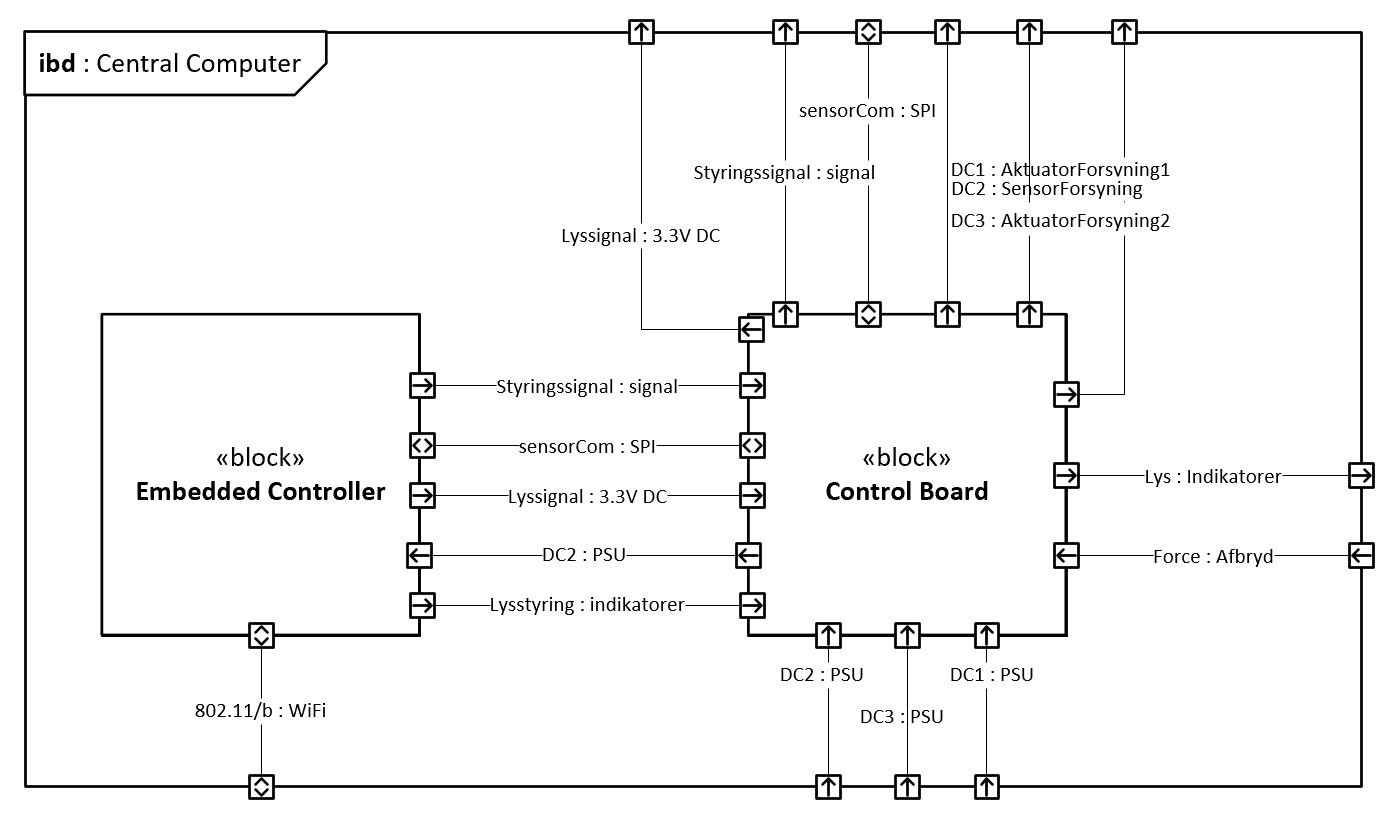 ibd : Central Computer
sensorCom : SPI
Styringssignal : signal
DC1 : AktuatorForsyning1
DC2 : SensorForsyning
DC3 : AktuatorForsyning2
Lyssignal : 3.3V DC
Styringssignal : signal
sensorCom : SPI
Lyssignal : 3.3V DC
DC2 : PSU
Lysstyring : indikatorer
«block»
Embedded Controller
«block»
Control Board
Lys : Indikatorer
Force : Afbryd
DC2 : PSU
DC1 : PSU
DC3 : PSU
802.11/b : WiFi